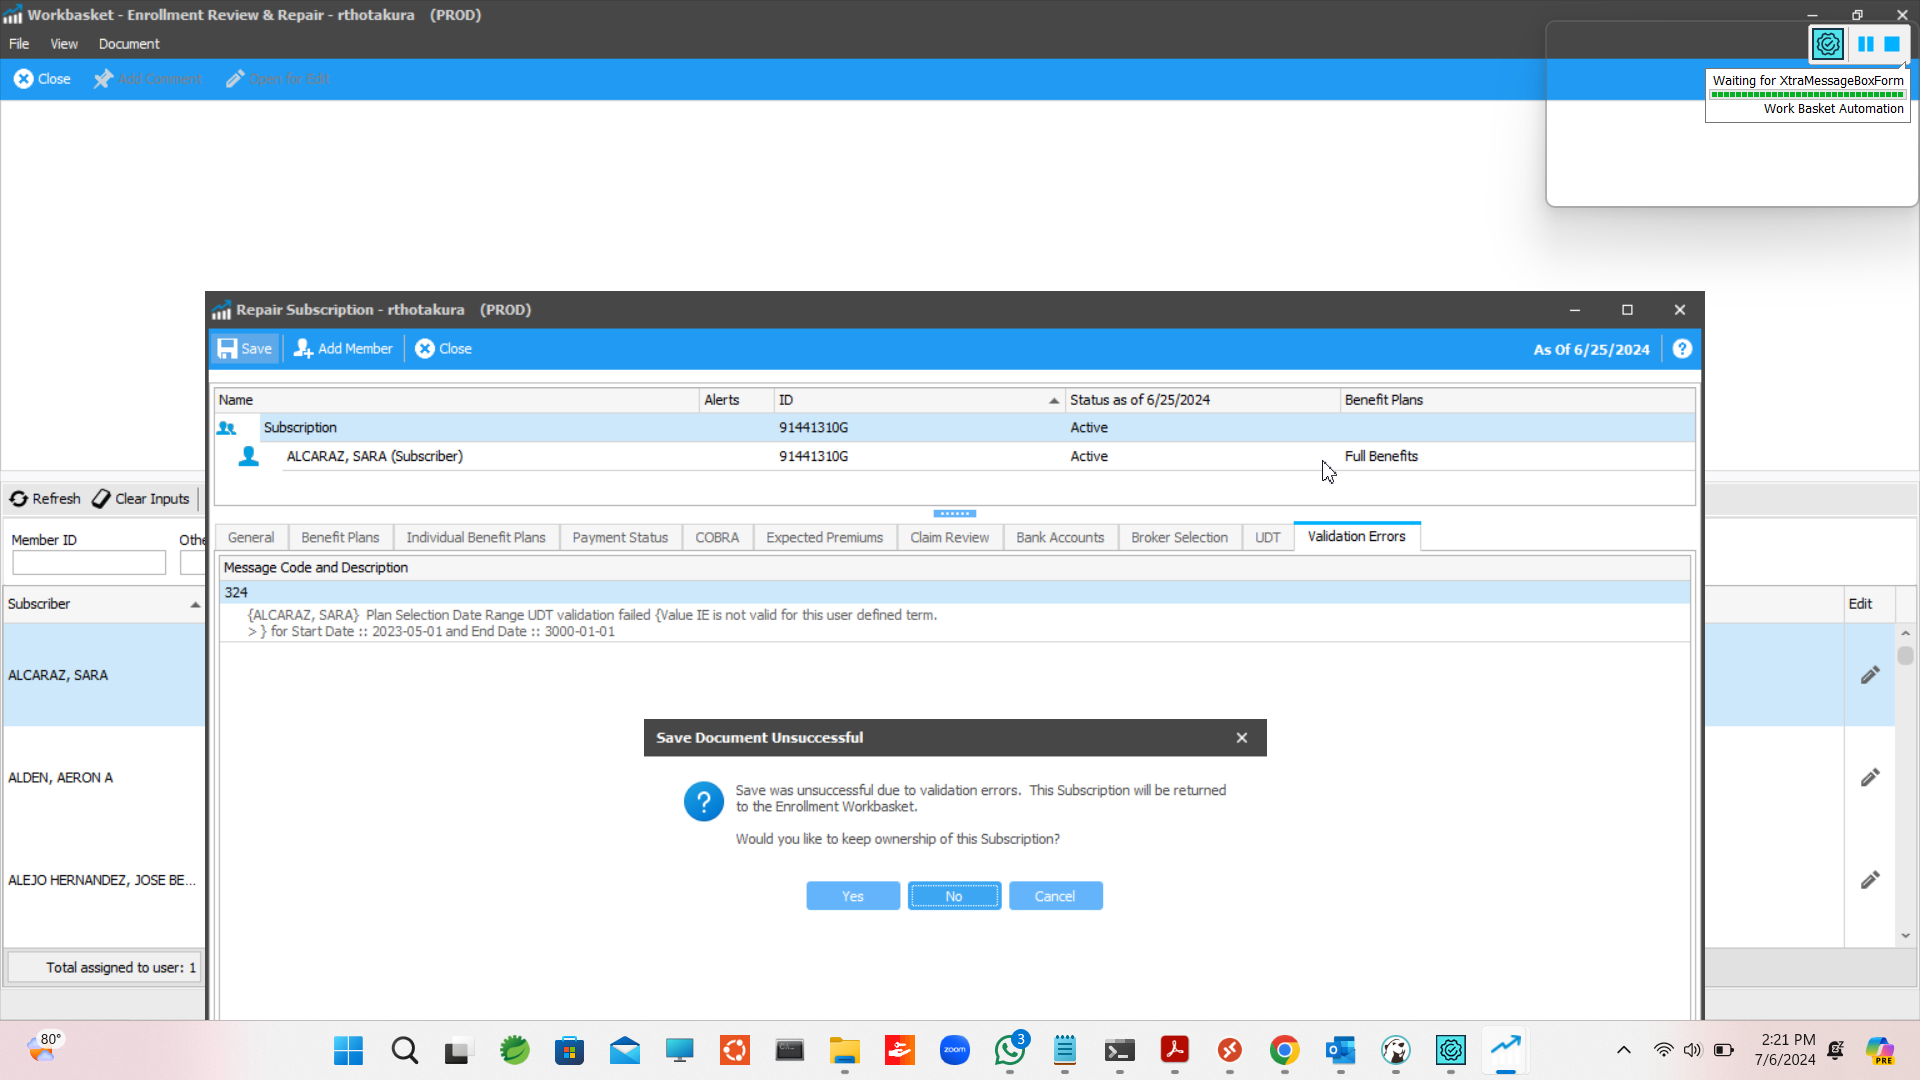 Workbasket - Enrollment Review & Repair - rthotakura (PROD)
File View Document
Close Add Comment Open for Edit
Waiting for XtraMessageBoxForm
Work Basket Automation
Repair Subscription - rthotakura (PROD)
Save Add Member Close As Of 6/25/2024 ?
Name Alerts ID Status as of 6/25/2024 Benefit Plans
Subscription 91441310G Active
ALCARAZ, SARA (Subscriber) 91441310G Active Full Benefits
Refresh Clear Inputs
General Benefit Plans Individual Benefit Plans Payment Status COBRA Expected Premiums Claim Review Bank Accounts Broker Selection UDT Validation Errors
Member ID Othe
Message Code and Description
324
{ALCARAZ, SARA} Plan Selection Date Range UDT validation failed {Value IE is not valid for this user defined term.
> } for Start Date :: 2023-05-01 and End Date :: 3000-01-01
Subscriber Edit
ALCARAZ, SARA
ALDEN, AERON A
ALEJO HERNANDEZ, JOSE BE...
Save Document Unsuccessful
?
Save was unsuccessful due to validation errors. This Subscription will be returned
to the Enrollment Workbasket.
Would you like to keep ownership of this Subscription?
Yes No Cancel
Total assigned to user: 1
80°
zoom
3
2:21 PM
7/6/2024
PRE